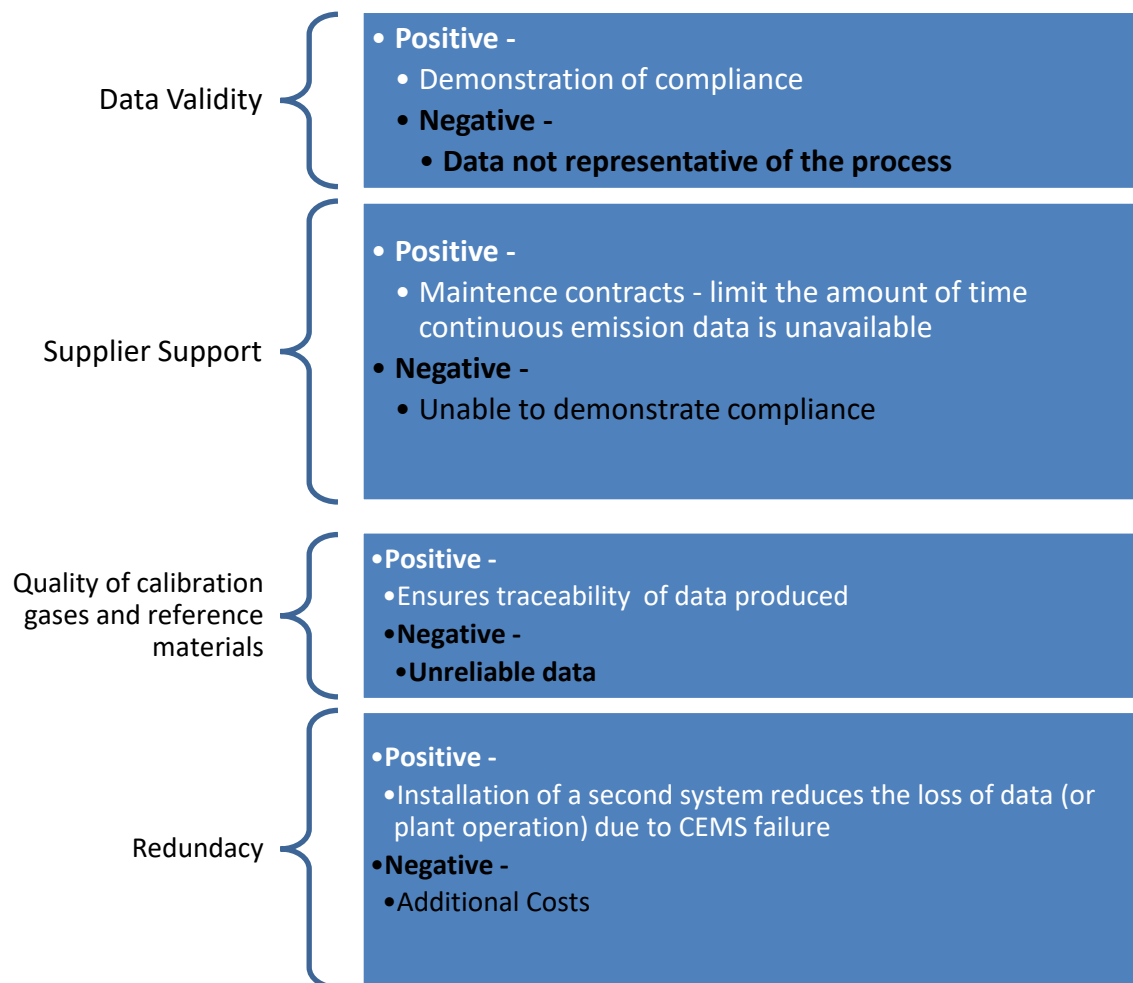 Data Validity
• Positive -
• Demonstration of compliance
• Negative -
• Data not representative of the process
Supplier Support
• Positive -
• Maintence contracts - limit the amount of time
continuous emission data is unavailable
• Negative -
• Unable to demonstrate compliance
Quality of calibration
gases and reference
materials
•Positive -
•Ensures traceability of data produced
•Negative -
•Unreliable data
Redundacy
•Positive -
•Installation of a second system reduces the loss of data (or
plant operation) due to CEMS failure
•Negative -
•Additional Costs